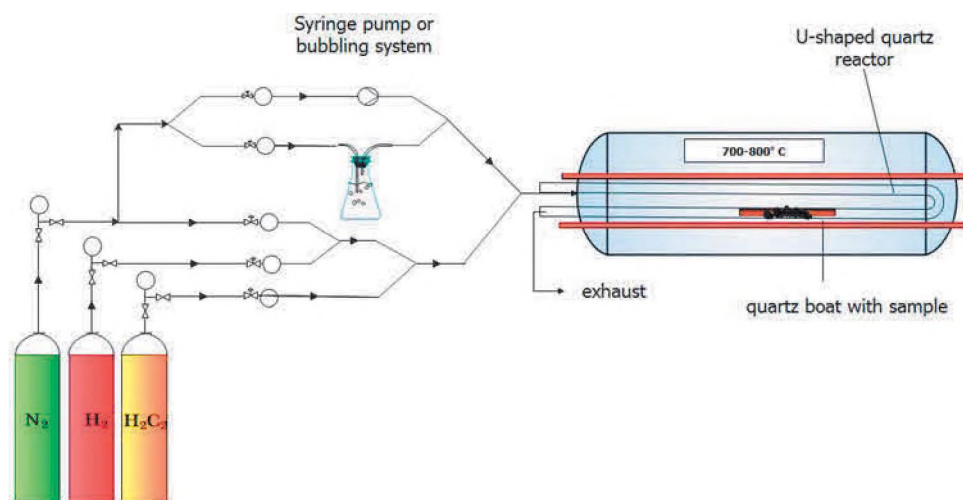 Syringe pump or
bubbling system
U-shaped quartz
reactor
700-800° C
exhaust
quartz boat with sample
N₂
H₂
H₂C₂